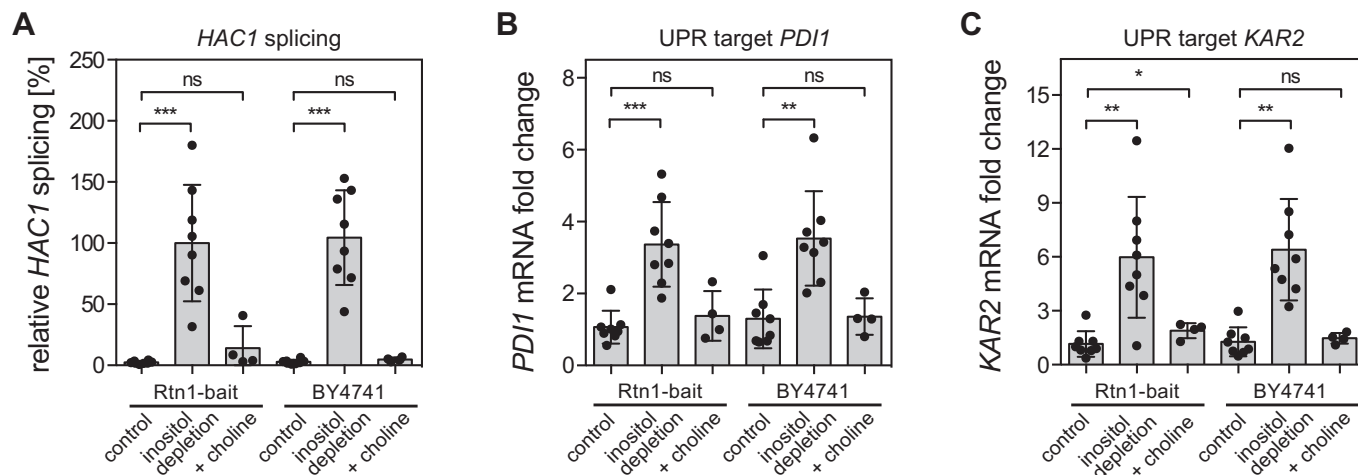 A
HAC1 splicing
relative HAC1 splicing [%]
250
200
150
100
50
0
ns
***
ns
***
Rtn1-bait
BY4741
control
inositol
depletion
+ choline
control
inositol
depletion
+ choline
B
UPR target PDI1
PDI1 mRNA fold change
8
6
4
2
0
ns
***
ns
**
Rtn1-bait
BY4741
control
inositol
depletion
+ choline
control
inositol
depletion
+ choline
C
UPR target KAR2
KAR2 mRNA fold change
15
12
9
6
3
0
*
**
ns
**
Rtn1-bait
BY4741
control
inositol
depletion
+ choline
control
inositol
depletion
+ choline